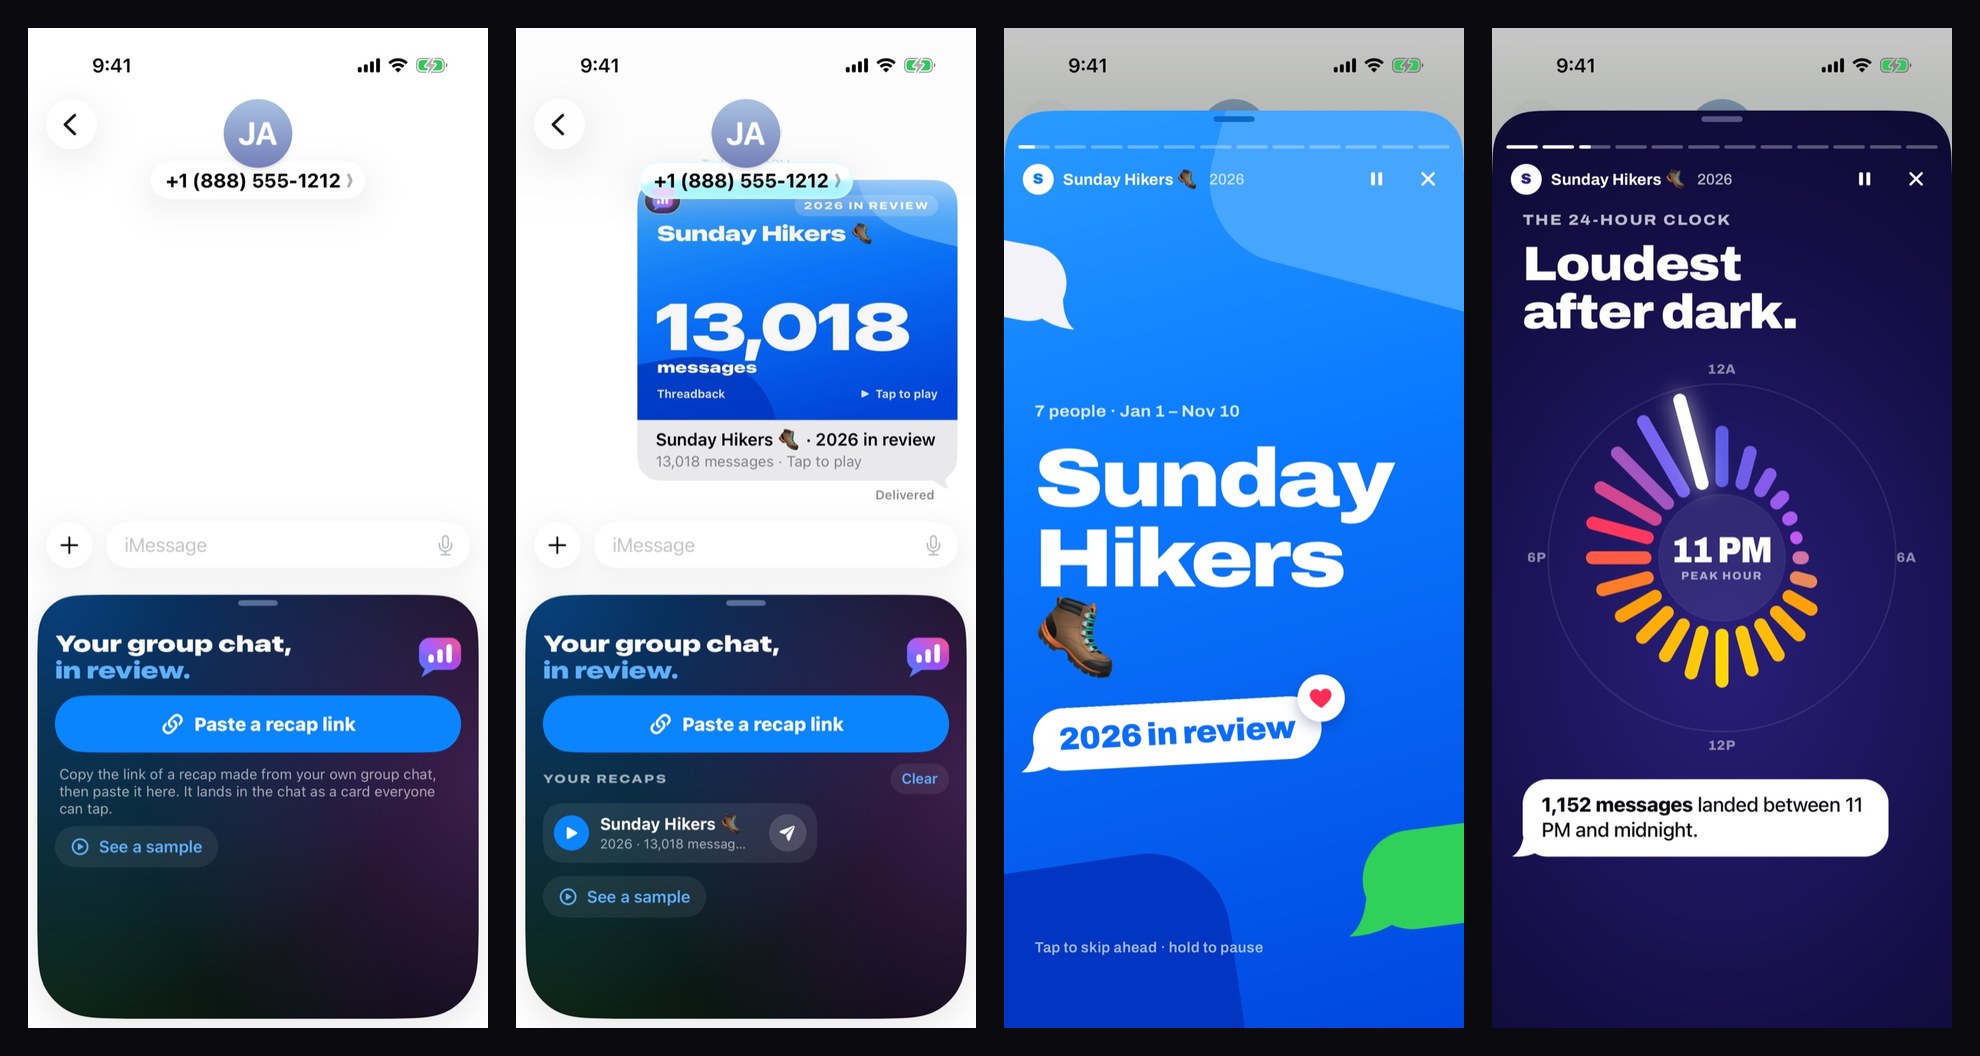 9:41
JA
+1 (888) 555-1212
iMessage
Your group chat,
in review.
Paste a recap link
Copy the link of a recap made from your own group chat,
then paste it here. It lands in the chat as a card everyone
can tap.
See a sample
9:41
JA
+1 (888) 555-1212
2026 IN REVIEW
Sunday Hikers
13,018
messages
Threadback
Tap to play
Sunday Hikers · 2026 in review
13,018 messages · Tap to play
Delivered
iMessage
Your group chat,
in review.
Paste a recap link
YOUR RECAPS
Clear
Sunday Hikers
2026 · 13,018 messag...
See a sample
9:41
S
Sunday Hikers 2026
7 people · Jan 1 – Nov 10
Sunday
Hikers
2026 in review
Tap to skip ahead · hold to pause
9:41
S
Sunday Hikers 2026
THE 24-HOUR CLOCK
Loudest
after dark.
12A
6P
11 PM
PEAK HOUR
6A
12P
1,152 messages landed between 11
PM and midnight.